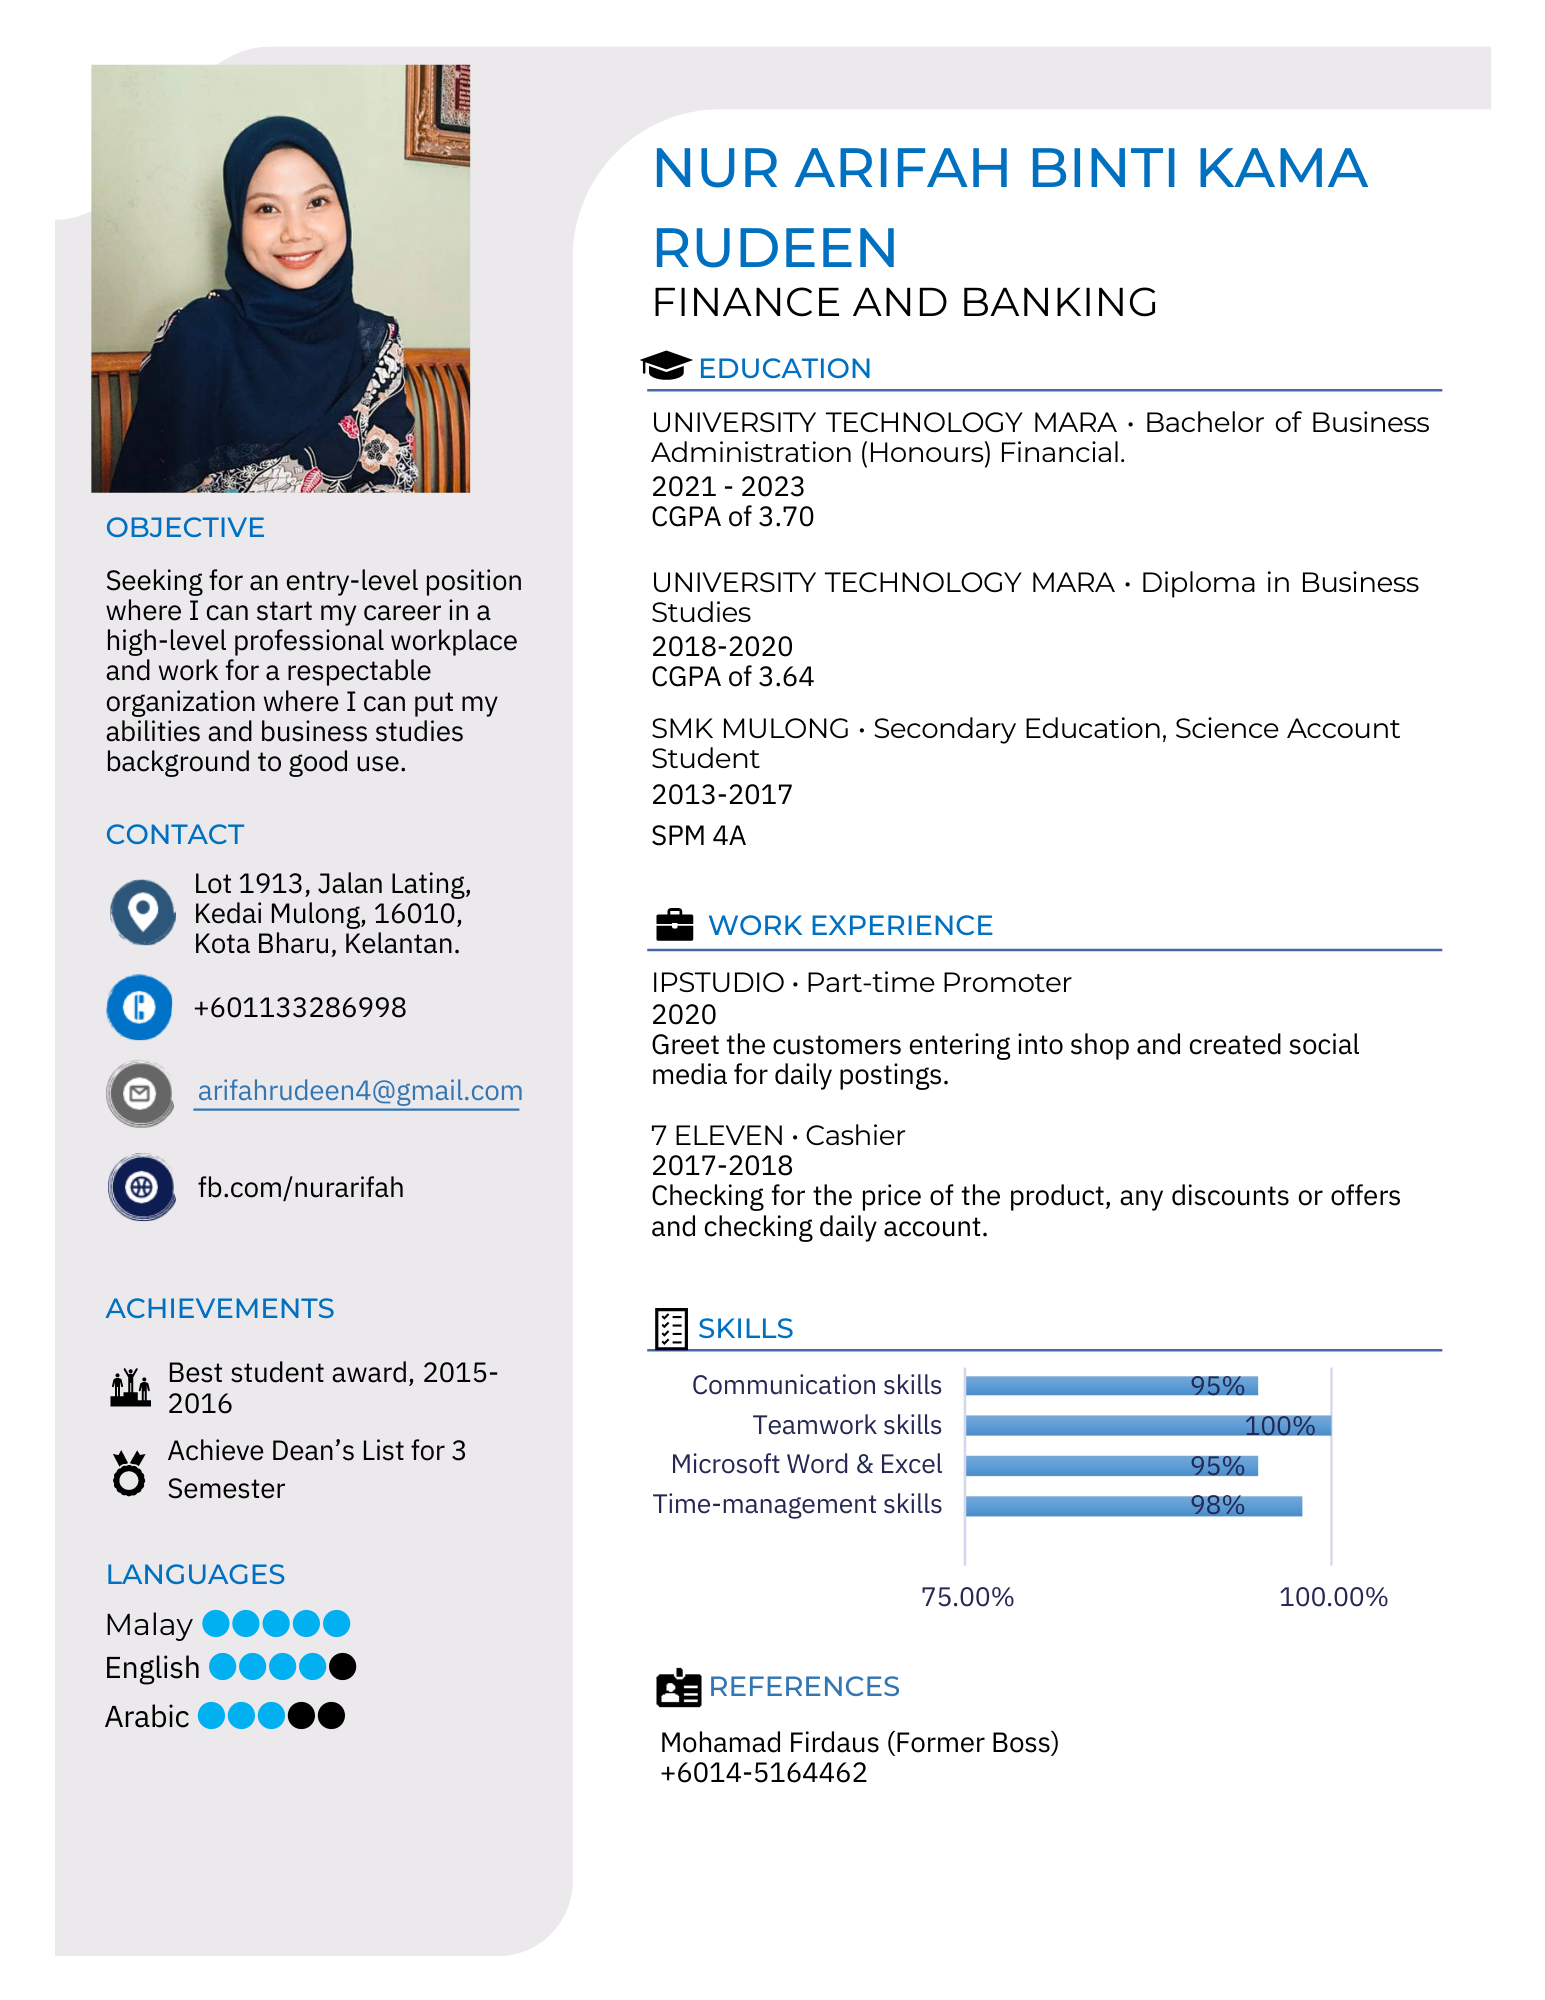 NUR ARIFAH BINTI KAMA
RUDEEN
FINANCE AND BANKING
OBJECTIVE
Seeking for an entry-level position
where I can start my career in a
high-level professional workplace
and work for a respectable
organization where I can put my
abilities and business studies
background to good use.
CONTACT
Lot 1913, Jalan Lating,
Kedai Mulong, 16010,
Kota Bharu, Kelantan.
+601133286998
arifahrudeen4@gmail.com
fb.com/nurarifah
ACHIEVEMENTS
Best student award, 2015-
2016
Achieve Dean’s List for 3
Semester
LANGUAGES
Malay
English
Arabic
EDUCATION
UNIVERSITY TECHNOLOGY MARA • Bachelor of Business
Administration (Honours) Financial.
2021 - 2023
CGPA of 3.70
UNIVERSITY TECHNOLOGY MARA • Diploma in Business
Studies
2018-2020
CGPA of 3.64
SMK MULONG • Secondary Education, Science Account
Student
2013-2017
SPM 4A
WORK EXPERIENCE
IPSTUDIO • Part-time Promoter
2020
Greet the customers entering into shop and created social
media for daily postings.
7 ELEVEN • Cashier
2017-2018
Checking for the price of the product, any discounts or offers
and checking daily account.
SKILLS
Communication skills 95%
Teamwork skills 100%
Microsoft Word & Excel 95%
Time-management skills 98%
75.00% 100.00%
REFERENCES
Mohamad Firdaus (Former Boss)
+6014-5164462